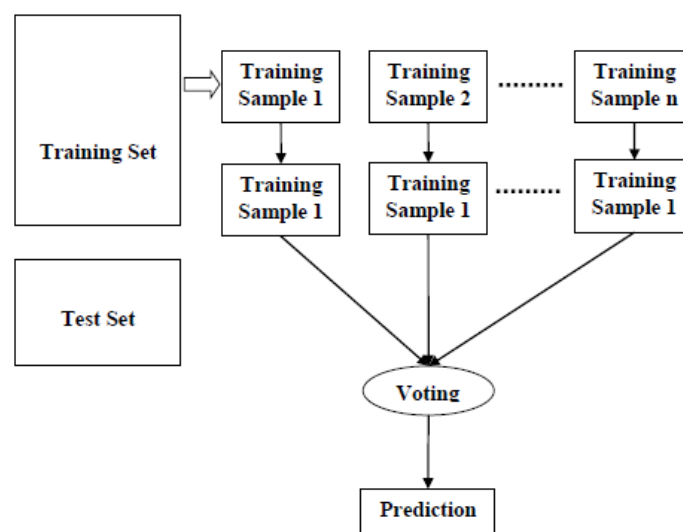 Training Set
Training
Sample 1
Training
Sample 2
Training
Sample n
Training
Sample 1
Training
Sample 1
Training
Sample 1
Test Set
Voting
Prediction